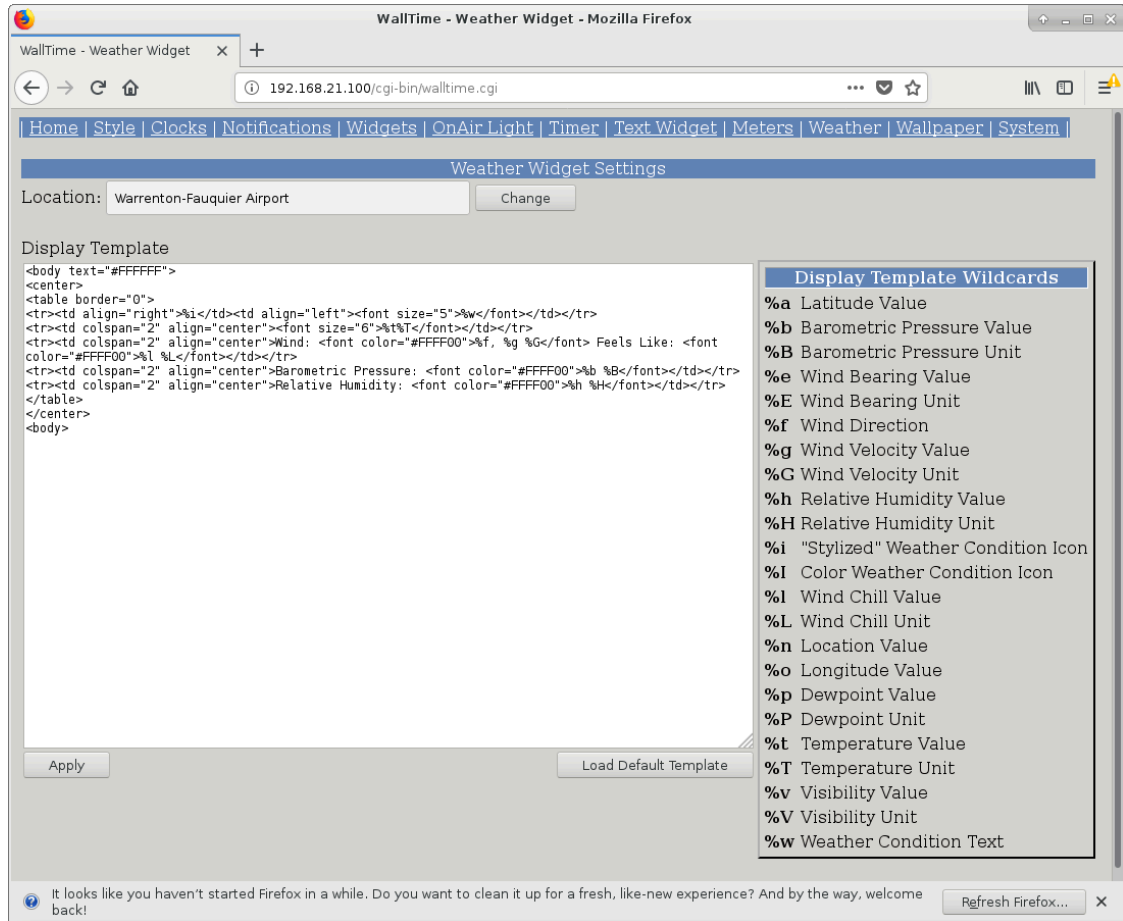 WallTime - Weather Widget - Mozilla Firefox
WallTime - Weather Widget
192.168.21.100/cgi-bin/walltime.cgi
| Home | Style | Clocks | Notifications | Widgets | OnAir Light | Timer | Text Widget | Meters | Weather | Wallpaper | System |
Weather Widget Settings
Location: Warrenton-Fauquier Airport Change
Display Template
<body text="#FFFFFF">
<center>
<table border="0">
<tr><td align="right">%i</td><td align="left"><font size="5">%w</font></td></tr>
<tr><td colspan="2" align="center"><font size="6">%t%T</font></td></tr>
<tr><td colspan="2" align="center">Wind: <font color="#FFFF00">%f, %g %G</font> Feels Like: <font
color="#FFFF00">%l %L</font></td></tr>
<tr><td colspan="2" align="center">Barometric Pressure: <font color="#FFFF00">%b %B</font></td></tr>
<tr><td colspan="2" align="center">Relative Humidity: <font color="#FFFF00">%h %H</font></td></tr>
</table>
</center>
<body>
Apply
Load Default Template
Display Template Wildcards
%a Latitude Value
%b Barometric Pressure Value
%B Barometric Pressure Unit
%e Wind Bearing Value
%E Wind Bearing Unit
%f Wind Direction
%g Wind Velocity Value
%G Wind Velocity Unit
%h Relative Humidity Value
%H Relative Humidity Unit
%i "Stylized" Weather Condition Icon
%I Color Weather Condition Icon
%l Wind Chill Value
%L Wind Chill Unit
%n Location Value
%o Longitude Value
%p Dewpoint Value
%P Dewpoint Unit
%t Temperature Value
%T Temperature Unit
%v Visibility Value
%V Visibility Unit
%w Weather Condition Text
It looks like you haven't started Firefox in a while. Do you want to clean it up for a fresh, like-new experience? And by the way, welcome
back!
Refresh Firefox...